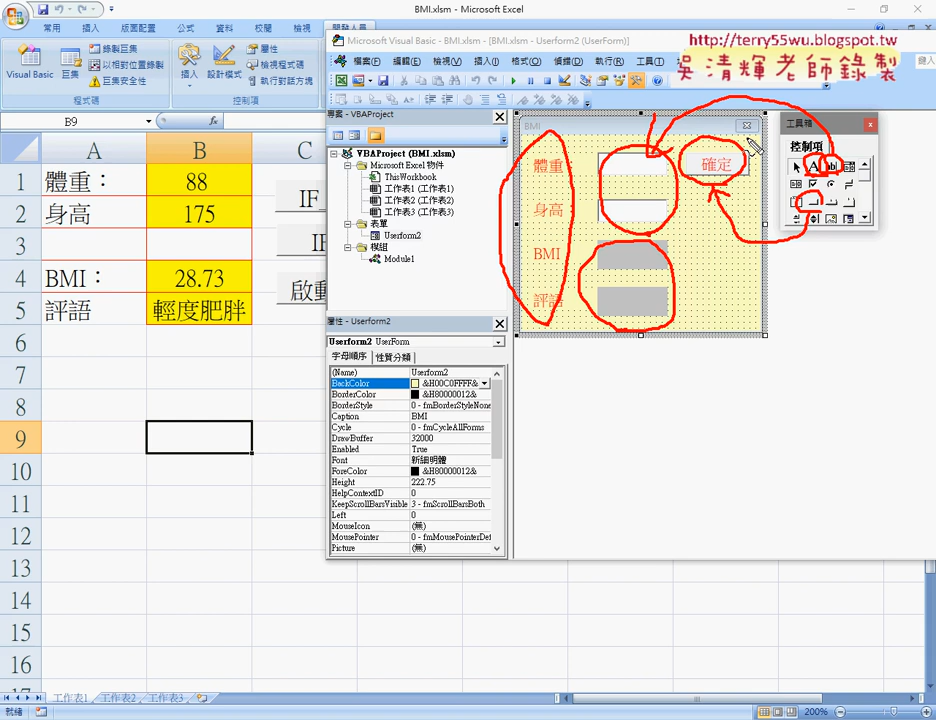 BMI.xlsm - Microsoft Excel
常用 插入 版面配置 公式 資料 校閱 檢視 開發人員
Visual Basic 巨集 錄製巨集 以相對位置錄製 巨集安全性 程式碼
插入 設計模式 屬性 檢視程式碼 執行對話方塊 控制項
B9 fx
A B C
1 體重： 88
2 身高 175
3
4 BMI： 28.73
5 評語 輕度肥胖
6
7
8
9
10
11
12
13
14
15
16
17
IF
啟動
工作表1 工作表2 工作表3
就緒 200%
Microsoft Visual Basic - [BMI.xlsm - Userform2 (UserForm)]
http://terry55wu.blogspot.tw
吳清輝老師錄製
檔案(F) 編輯(E) 檢視(V) 插入(I) 格式(O) 偵錯(D) 執行(R) 工具(T)
專案 - VBAProject
VBAProject (BMI.xlsm)
Microsoft Excel 物件
ThisWorkbook
工作表1 (工作表1)
工作表2 (工作表2)
工作表3 (工作表3)
表單
Userform2
模組
Module1
屬性 - Userform2
Userform2 UserForm
字母順序 性質分類
(Name) Userform2
BackColor &H00C0FFFF&
BorderColor &H80000012&
BorderStyle 0 - fmBorderStyleNone
Caption BMI
Cycle 0 - fmCycleAllForms
DrawBuffer 32000
Enabled True
Font 新細明體
ForeColor &H80000012&
Height 222.75
HelpContextID 0
KeepScrollBarsVisible 3 - fmScrollBarsBoth
Left 0
MouseIcon (無)
MousePointer 0 - fmMousePointerDef
Picture (無)
BMI
體重 確定
身高
BMI
評語
工具箱
控制項
A ab